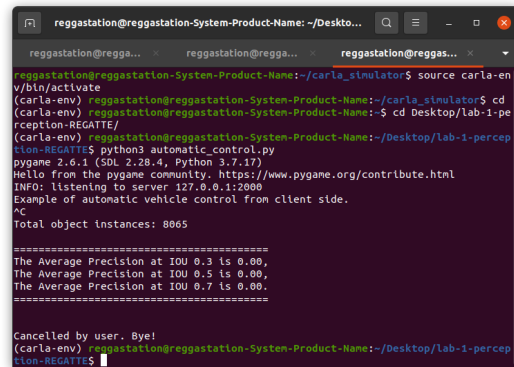 reggastation@reggastation-System-Product-Name: ~/Deskto...
reggastation@regga... × reggastation@regga... × reggastation@reggas... ×
reggastation@reggastation-System-Product-Name:~/carla_simulator$ source carla-en
v/bin/activate
(carla-env) reggastation@reggastation-System-Product-Name:~/carla_simulator$ cd
(carla-env) reggastation@reggastation-System-Product-Name:~$ cd Desktop/lab-1-pe
rception-REGATTE/
(carla-env) reggastation@reggastation-System-Product-Name:~/Desktop/lab-1-percep
tion-REGATTE$ python3 automatic_control.py
pygame 2.6.1 (SDL 2.28.4, Python 3.7.17)
Hello from the pygame community. https://www.pygame.org/contribute.html
INFO: listening to server 127.0.0.1:2000
Example of automatic vehicle control from client side.
^C
Total object instances: 8065
========================================
The Average Precision at IOU 0.3 is 0.00,
The Average Precision at IOU 0.5 is 0.00,
The Average Precision at IOU 0.7 is 0.00.
========================================
Cancelled by user. Bye!
(carla-env) reggastation@reggastation-System-Product-Name:~/Desktop/lab-1-percep
tion-REGATTE$